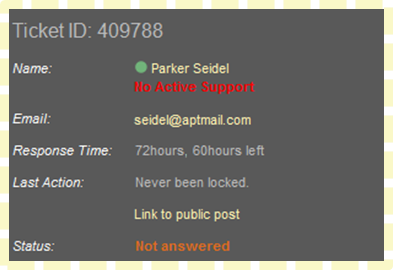 Ticket ID: 409788
Name: Parker Seidel
No Active Support
Email: seidel@aptmail.com
Response Time: 72hours, 60hours left
Last Action: Never been locked.
Link to public post
Status: Not answered